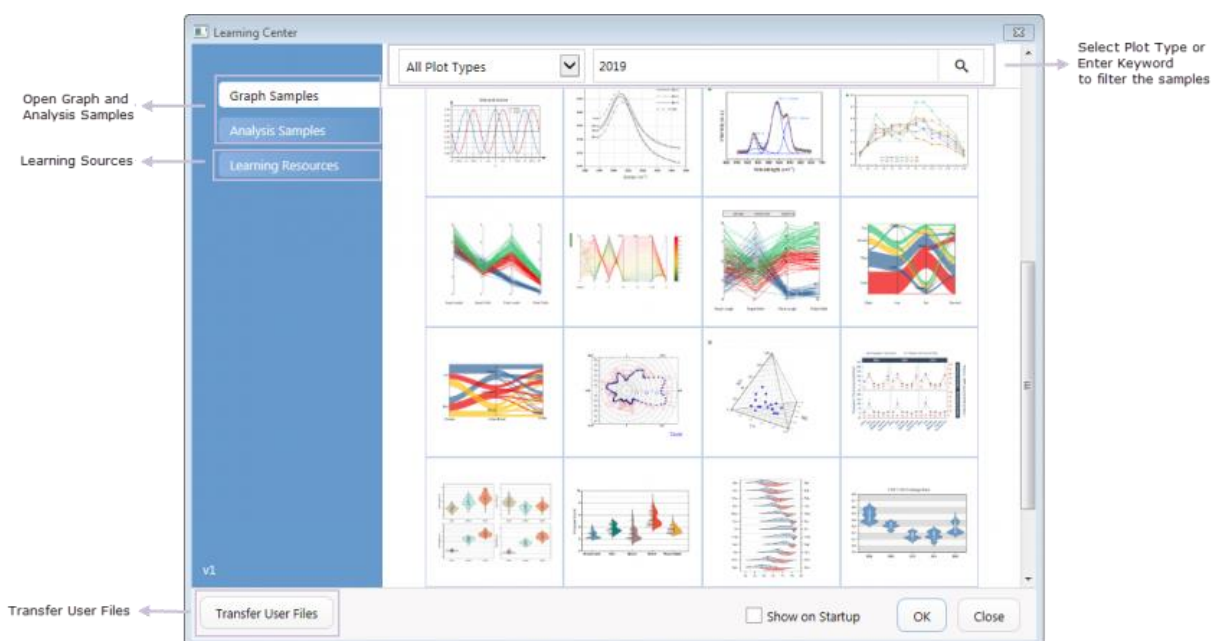 Learning Center
All Plot Types
2019
Select Plot Type or
Enter Keyword
to filter the samples
Open Graph and
Analysis Samples
Graph Samples
Analysis Samples
Learning Sources
Learning Resources
v1
Transfer User Files
Transfer User Files
Show on Startup
OK
Close